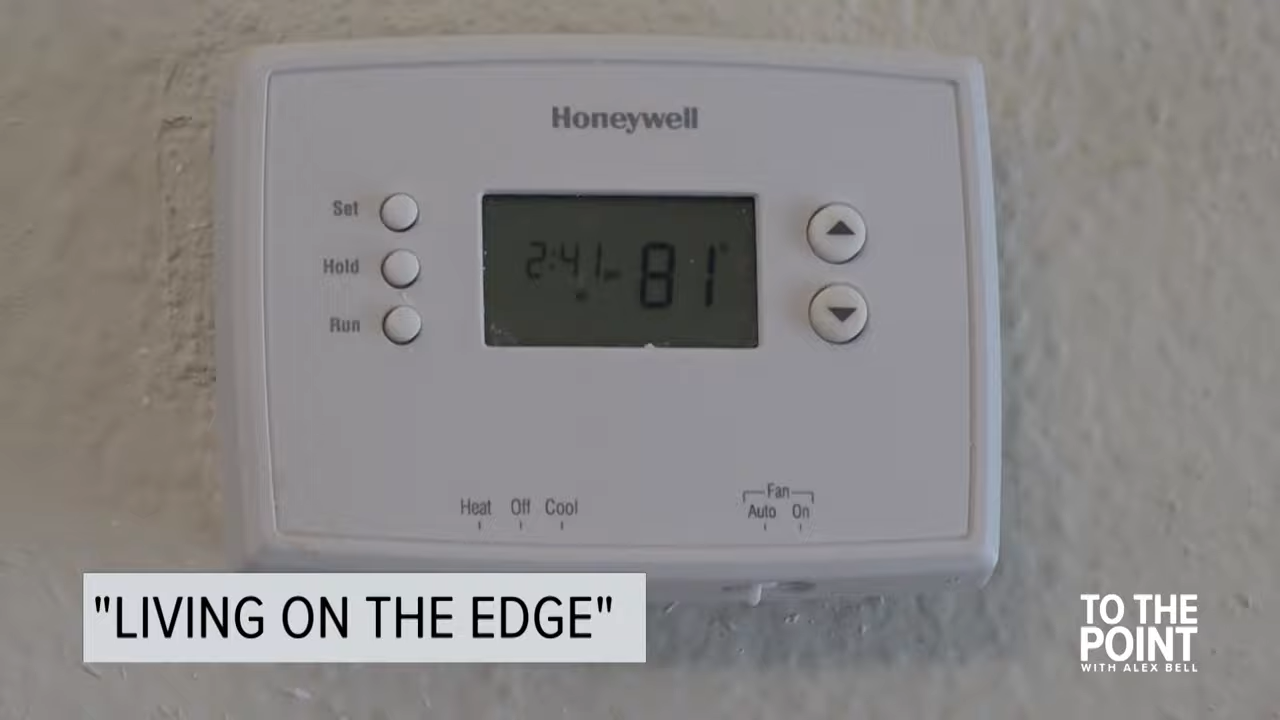 Honeywell
Set
Hold
Run
2:41 81°
Heat Off Cool
Fan
Auto On
"LIVING ON THE EDGE"
TO THE
POINT
WITH ALEX BELL